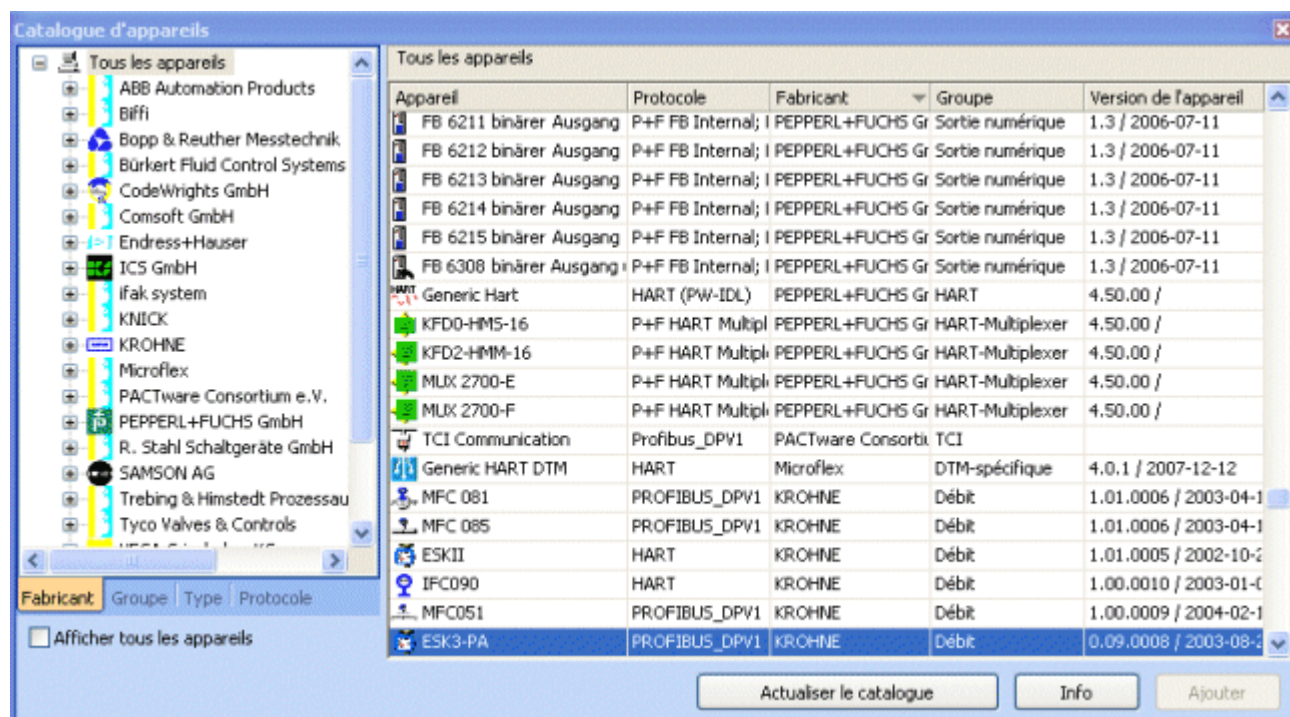 Catalogue d'appareils
Tous les appareils
ABB Automation Products
Biffi
Bopp & Reuther Messtechnik
Bürkert Fluid Control Systems
CodeWrights GmbH
Comsoft GmbH
Endress+Hauser
ICS GmbH
ifak system
KNICK
KROHNE
Microflex
PACTware Consortium e.V.
PEPPERL+FUCHS GmbH
R. Stahl Schaltgeräte GmbH
SAMSON AG
Trebing & Himstedt Prozessau
Tyco Valves & Controls
Fabricant Groupe Type Protocole
Afficher tous les appareils
Tous les appareils
Appareil Protocole Fabricant Groupe Version de l'appareil
FB 6211 binärer Ausgang P+F FB Internal; PEPPERL+FUCHS Gr Sortie numérique 1.3 / 2006-07-11
FB 6212 binärer Ausgang P+F FB Internal; PEPPERL+FUCHS Gr Sortie numérique 1.3 / 2006-07-11
FB 6213 binärer Ausgang P+F FB Internal; PEPPERL+FUCHS Gr Sortie numérique 1.3 / 2006-07-11
FB 6214 binärer Ausgang P+F FB Internal; PEPPERL+FUCHS Gr Sortie numérique 1.3 / 2006-07-11
FB 6215 binärer Ausgang P+F FB Internal; PEPPERL+FUCHS Gr Sortie numérique 1.3 / 2006-07-11
FB 6308 binärer Ausgang P+F FB Internal; PEPPERL+FUCHS Gr Sortie numérique 1.3 / 2006-07-11
Generic Hart HART (PW-IDL) PEPPERL+FUCHS Gr HART 4.50.00 /
KFD0-HMS-16 P+F HART Multipl PEPPERL+FUCHS Gr HART-Multiplexer 4.50.00 /
KFD2-HMM-16 P+F HART Multipl PEPPERL+FUCHS Gr HART-Multiplexer 4.50.00 /
MUX 2700-E P+F HART Multipl PEPPERL+FUCHS Gr HART-Multiplexer 4.50.00 /
MUX 2700-F P+F HART Multipl PEPPERL+FUCHS Gr HART-Multiplexer 4.50.00 /
TCI Communication Profibus_DPV1 PACTware Consorti TCI
Generic HART DTM HART Microflex DTM-spécifique 4.0.1 / 2007-12-12
MFC 081 PROFIBUS_DPV1 KROHNE Débit 1.01.0006 / 2003-04-1
MFC 085 PROFIBUS_DPV1 KROHNE Débit 1.01.0006 / 2003-04-1
ESKII HART KROHNE Débit 1.01.0005 / 2002-10-2
IFC090 HART KROHNE Débit 1.00.0010 / 2003-01-0
MFC051 PROFIBUS_DPV1 KROHNE Débit 1.00.0009 / 2004-02-1
ESK3-PA PROFIBUS_DPV1 KROHNE Débit 0.09.0008 / 2003-08-2
Actualiser le catalogue Info Ajouter